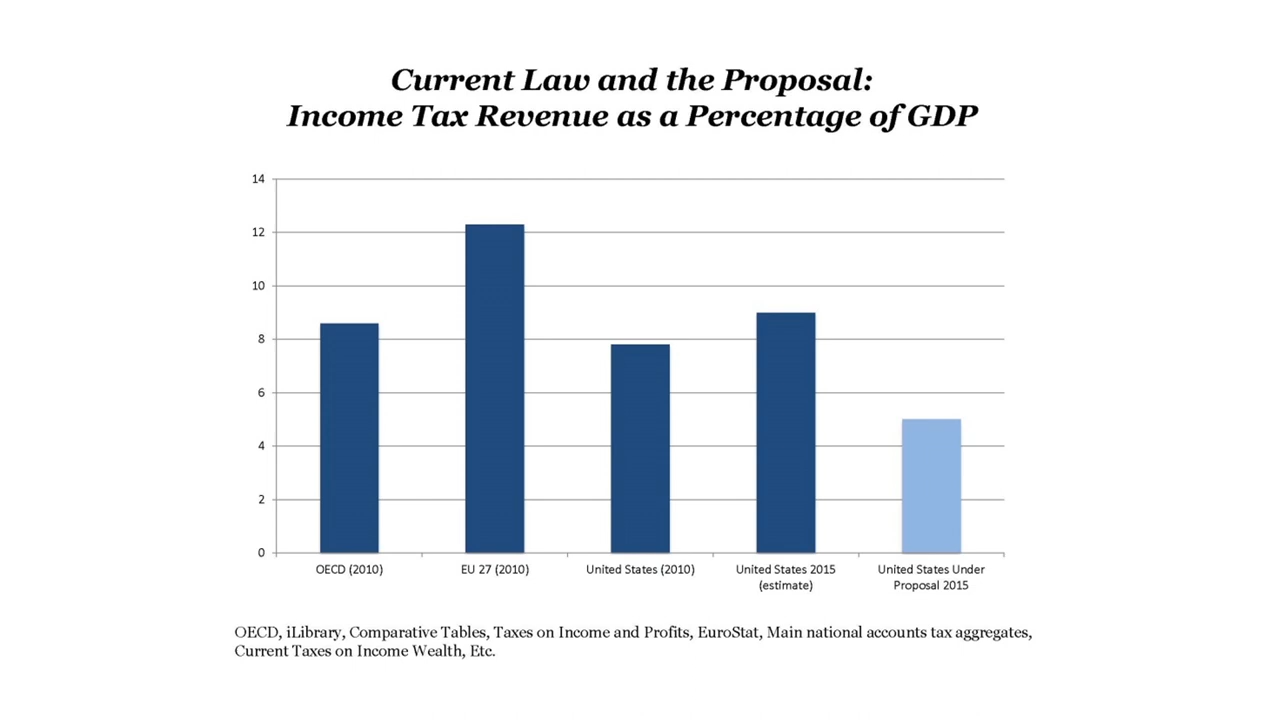 Current Law and the Proposal:
Income Tax Revenue as a Percentage of GDP
14
12
10
8
6
4
2
0
OECD (2010)
EU 27 (2010)
United States (2010)
United States 2015
(estimate)
United States Under
Proposal 2015
OECD, iLibrary, Comparative Tables, Taxes on Income and Profits, EuroStat, Main national accounts tax aggregates,
Current Taxes on Income Wealth, Etc.